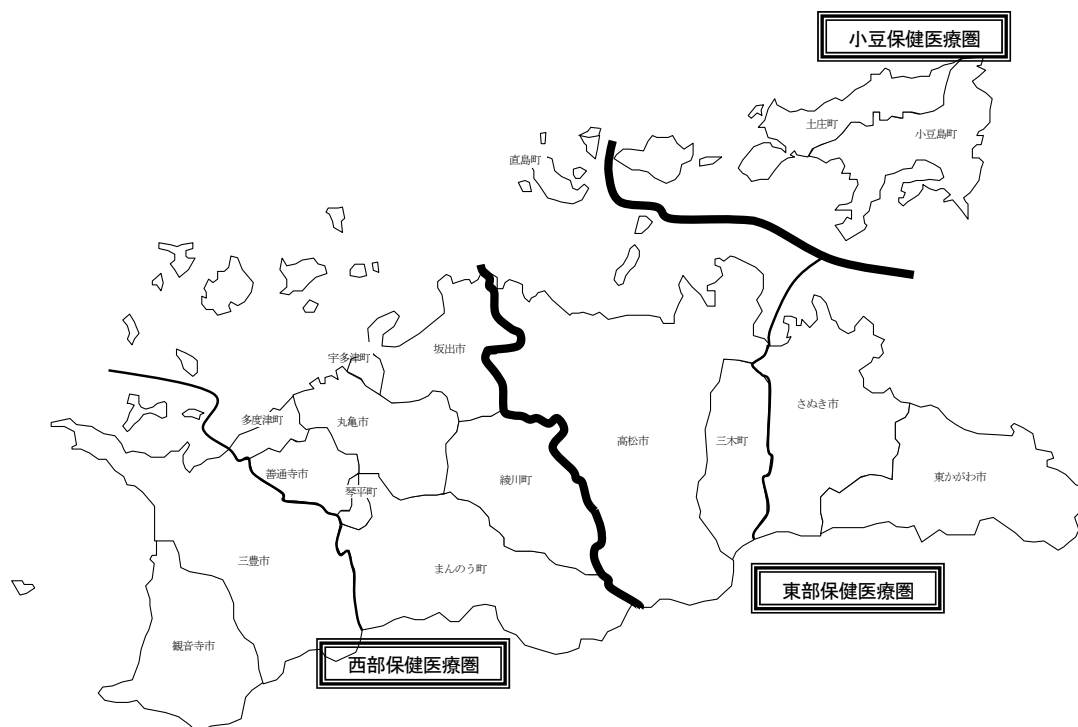 小豆保健医療圏
土庄町
小豆島町
直島町
坂出市
宇多津町
多度津町
丸亀市
さぬき市
高松市
三木町
善通寺市
琴平町
綾川町
東かがわ市
三豊市
まんのう町
東部保健医療圏
観音寺市
西部保健医療圏